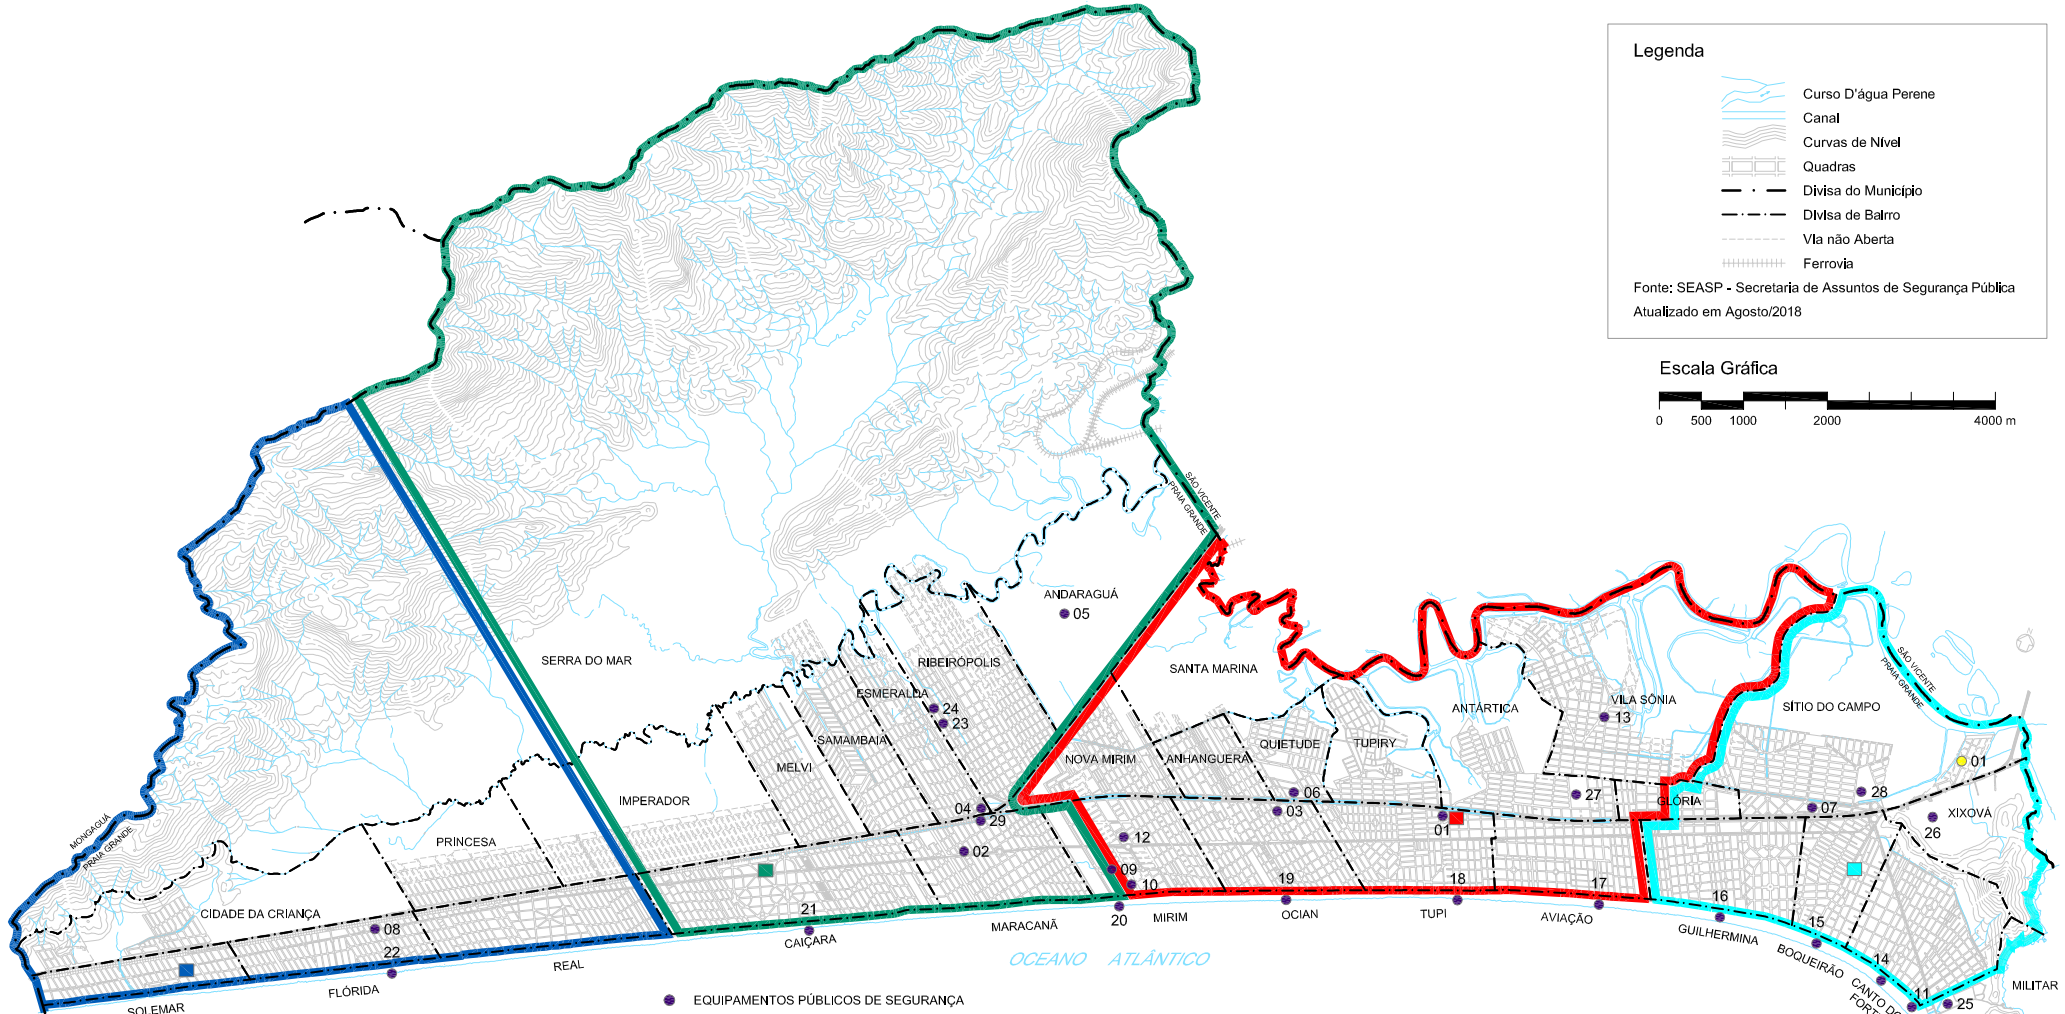 Legenda
Curso D'água Perene
Canal
Curvas de Nível
Quadras
Divisa do Município
Divisa de Bairro
Via não Aberta
Ferrovia
Fonte: SEASP - Secretaria de Assuntos de Segurança Pública
Atualizado em Agosto/2018
Escala Gráfica
0 500 1000 2000 4000 m
SÃO VICENTE
PRAIA GRANDE
ANDARAGUÁ
05
SERRA DO MAR
RIBEIRÓPOLIS
SANTA MARINA
SÃO VICENTE
PRAIA GRANDE
ESMERALDA
24
23
ANTÁRTICA
VILA SÔNIA
13
SÍTIO DO CAMPO
SAMAMBAIA
QUIETUDE
TUPIRY
MELVI
NOVA MIRIM
ANHANGUERA
01
IMPERADOR
06
27
GLÓRIA
28
04
03
07
29
01
26
XIXOVÁ
MONGAGUÁ
PRAIA GRANDE
PRINCESA
12
02
09
10
19
18
17
16
CIDADE DA CRIANÇA
08
21
20
22
CAIÇARA
MARACANÃ
MIRIM
OCIAN
TUPI
AVIAÇÃO
GUILHERMINA
15
BOQUEIRÃO
14
OCEANO ATLÂNTICO
REAL
FLÓRIDA
SOLEMAR
CANTO DO
FORTE
11
25
MILITAR
EQUIPAMENTOS PÚBLICOS DE SEGURANÇA